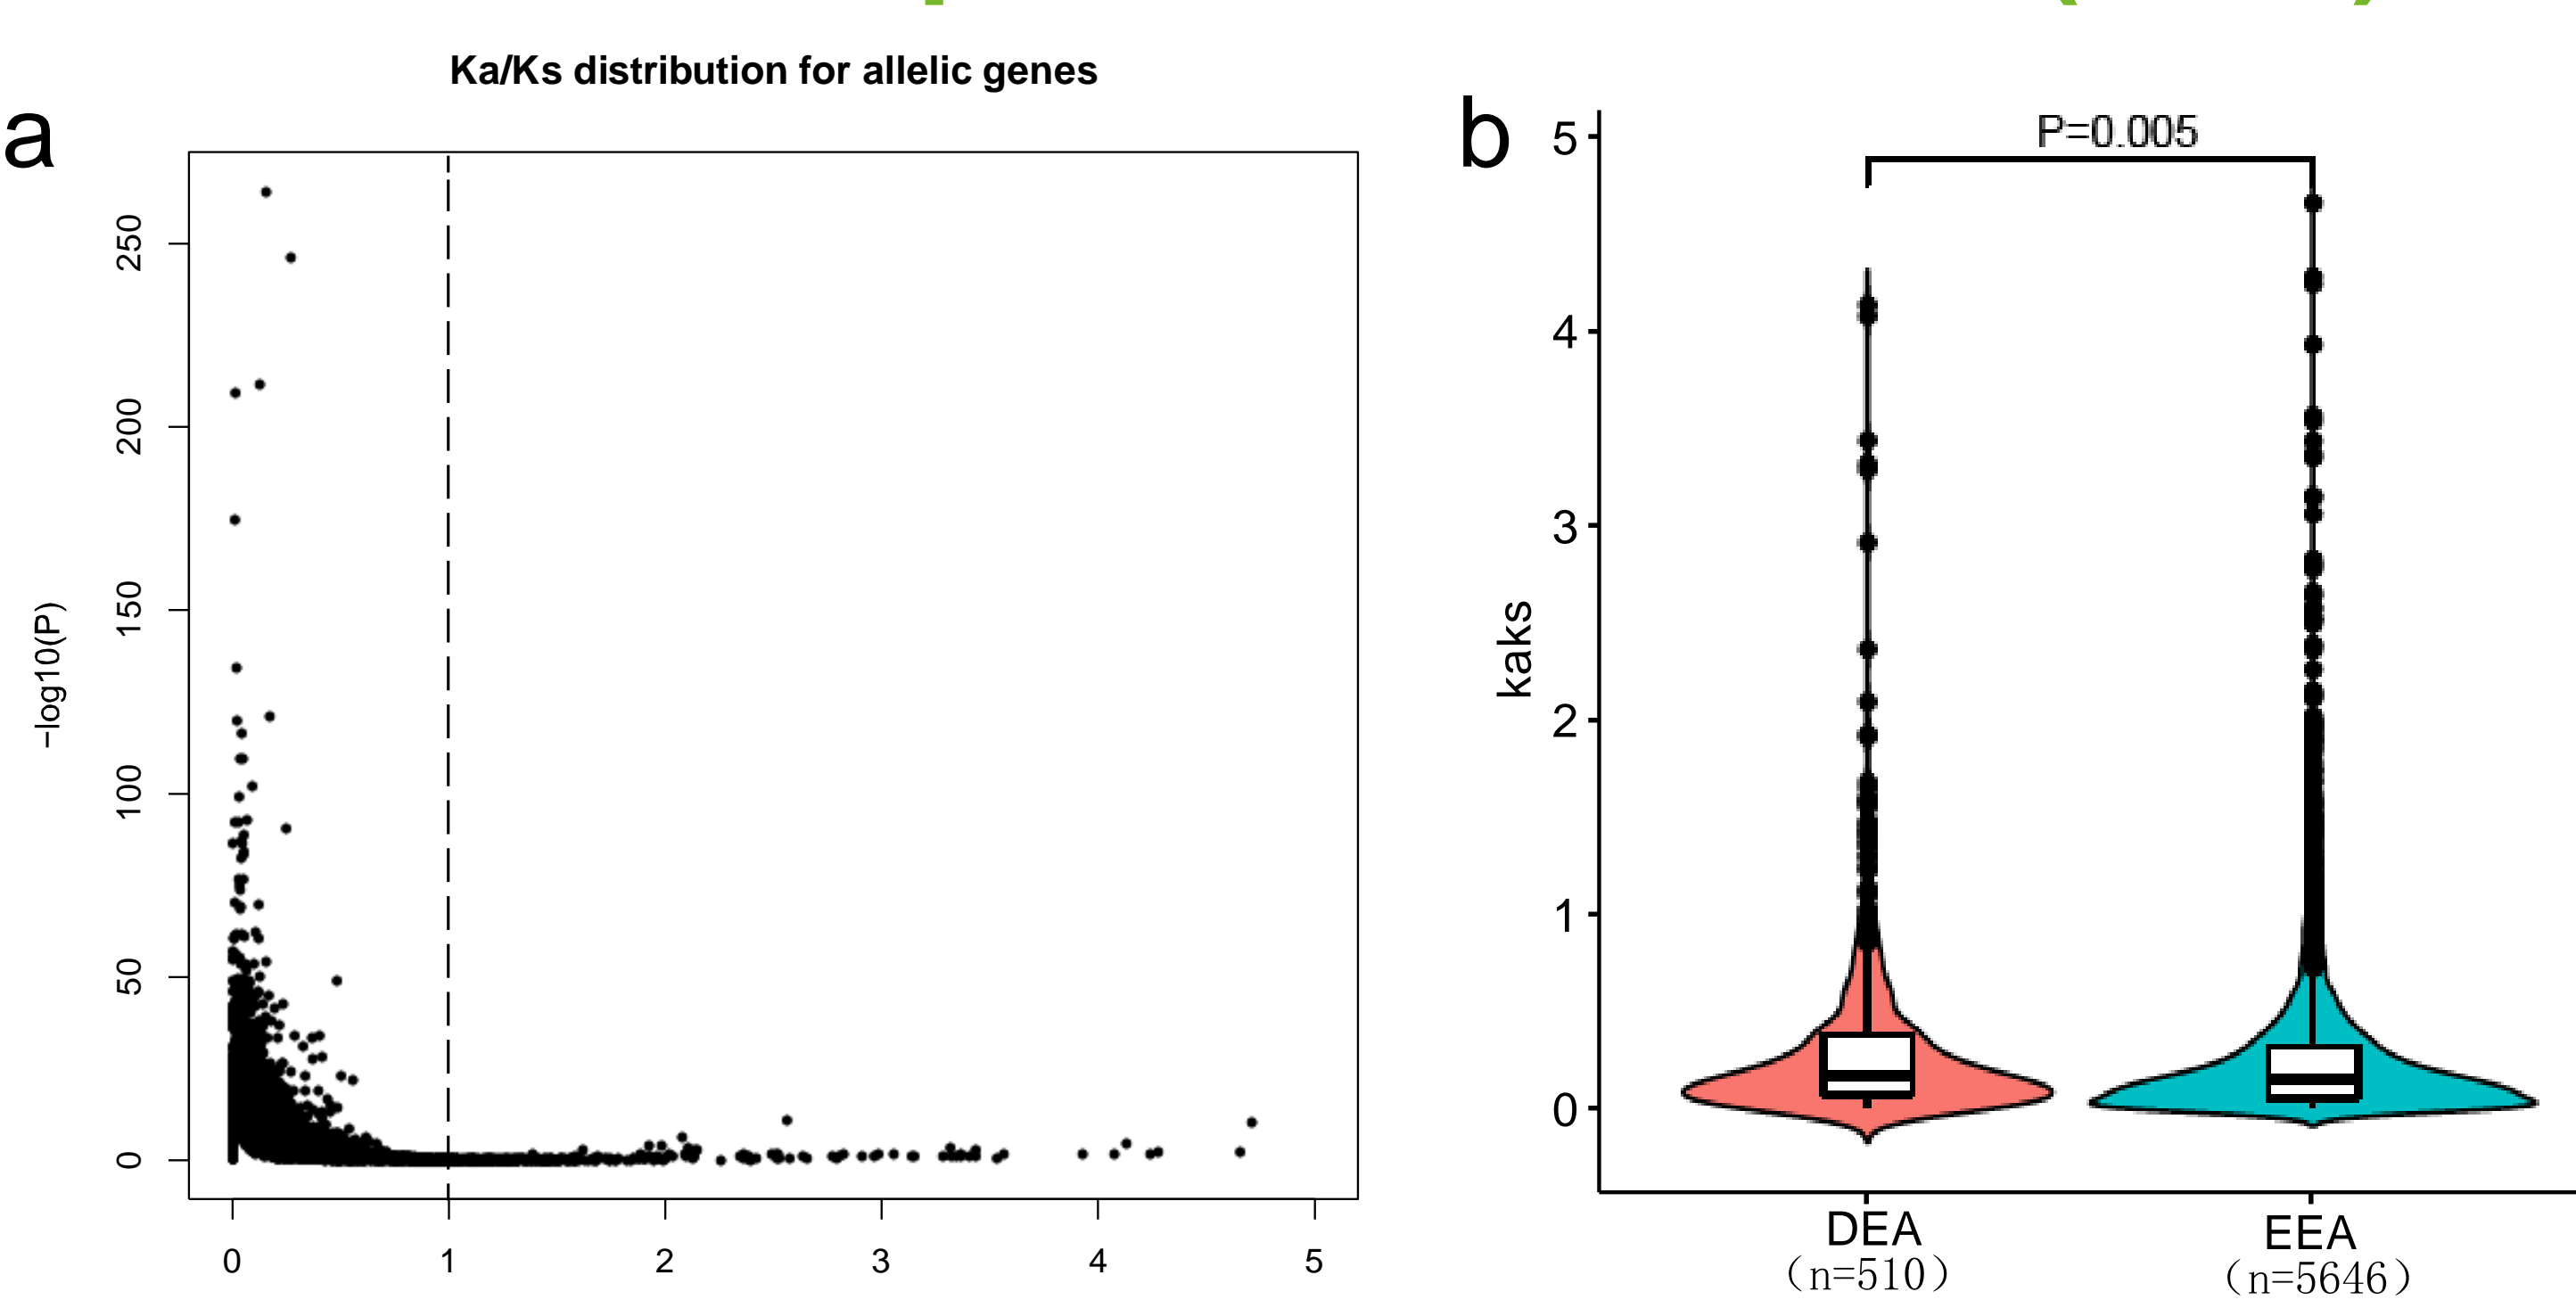 Ka/Ks distribution for allelic genes
a
250
200
150
100
50
0
−log10(P)
0 1 2 3 4 5
b
P=0.005
5
4
3
2
1
0
kaks
DEA EEA
(n=510) (n=5646)